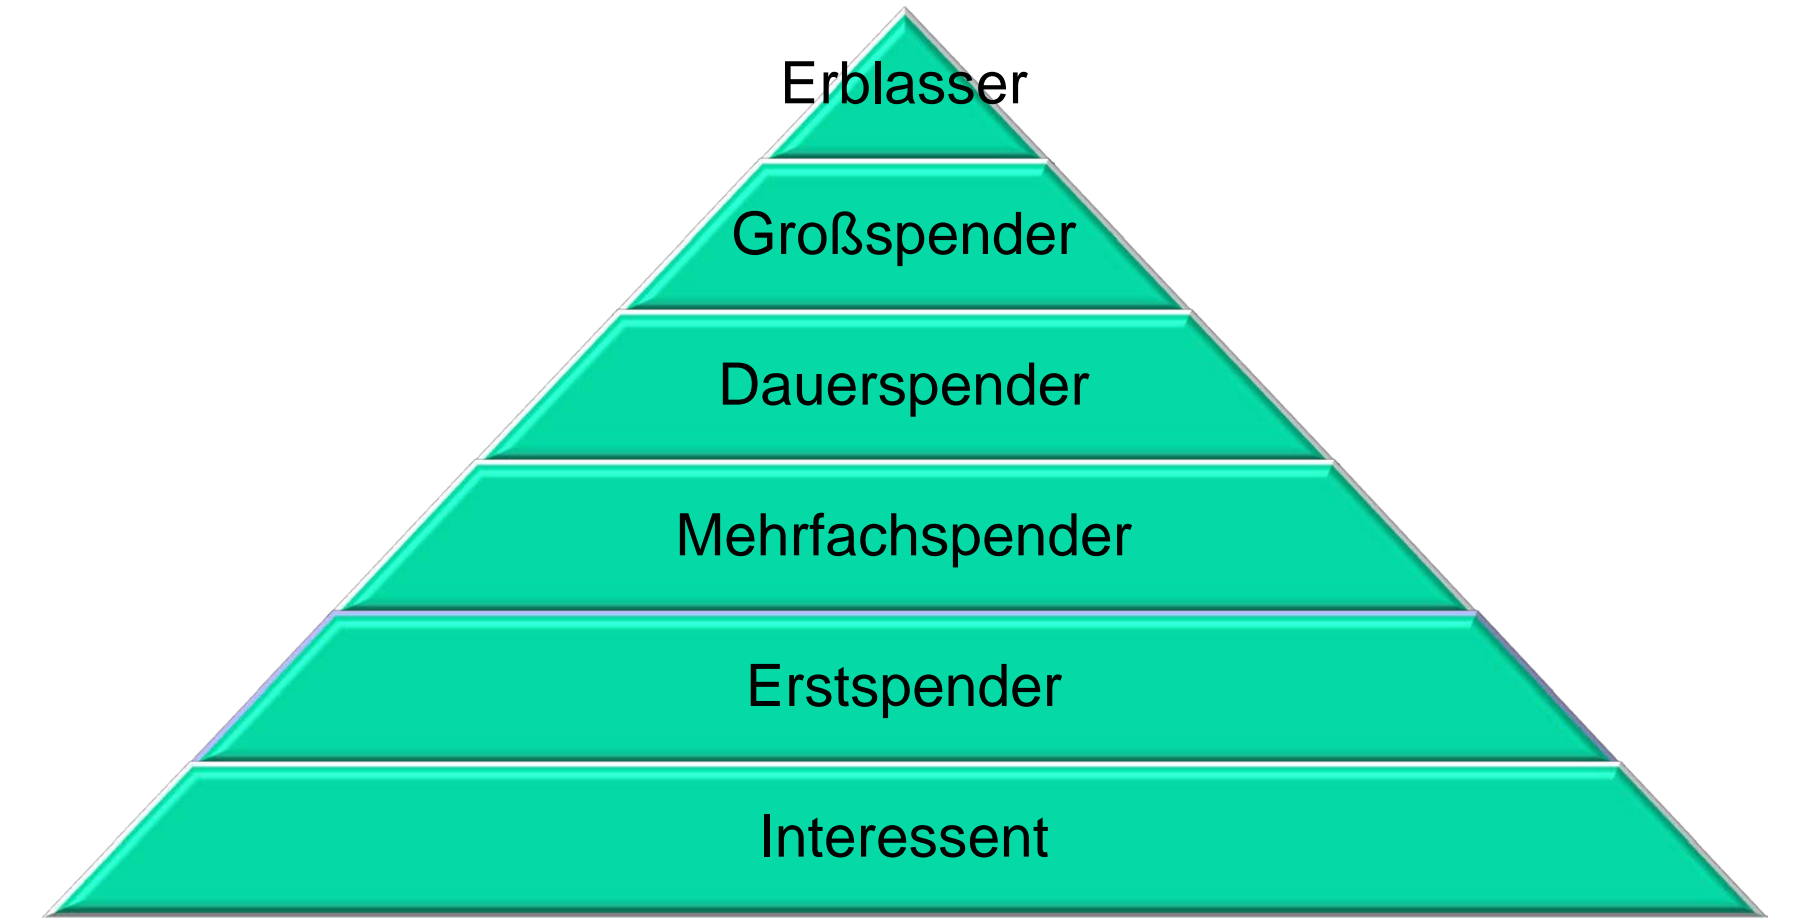 Erblasser
Großspender
Dauerspender
Mehrfachspender
Erstspender
Interessent